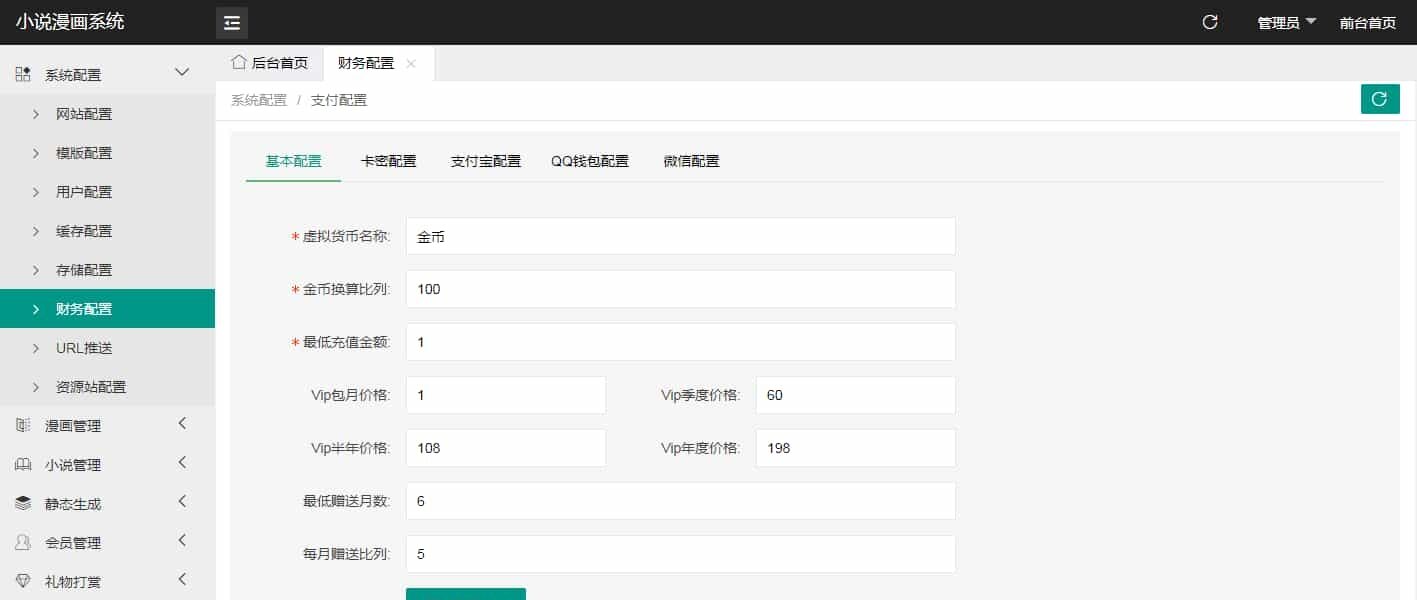 小说漫画系统
管理员
前台首页
系统配置
网站配置
模版配置
用户配置
缓存配置
存储配置
财务配置
URL推送
资源站配置
漫画管理
小说管理
静态生成
会员管理
礼物打赏
后台首页
财务配置
系统配置 / 支付配置
基本配置 卡密配置 支付宝配置 QQ钱包配置 微信配置
*虚拟货币名称: 金币
*金币换算比列: 100
*最低充值金额: 1
Vip包月价格: 1 Vip季度价格: 60
Vip半年价格: 108 Vip年度价格: 198
最低赠送月数: 6
每月赠送比列: 5